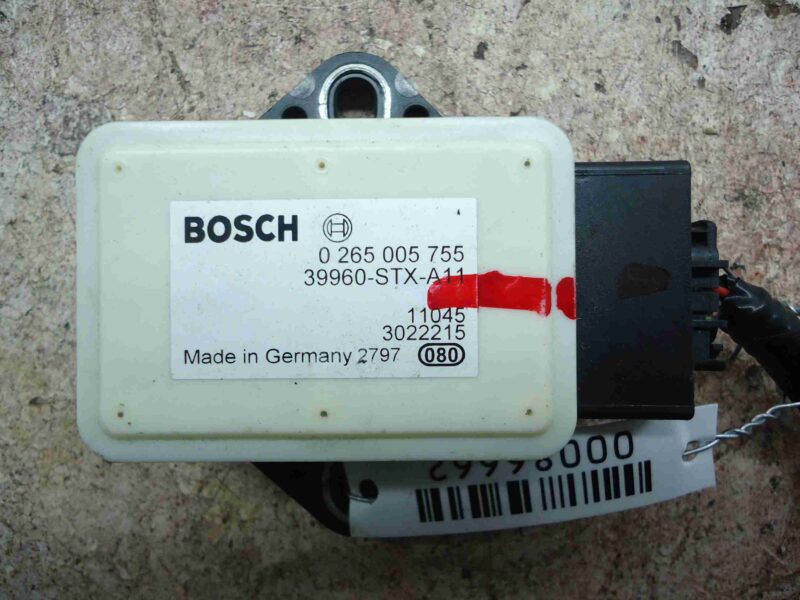 BOSCH
0 265 005 755
39960-STX-A11
11045
3022215
Made in Germany 2797 080